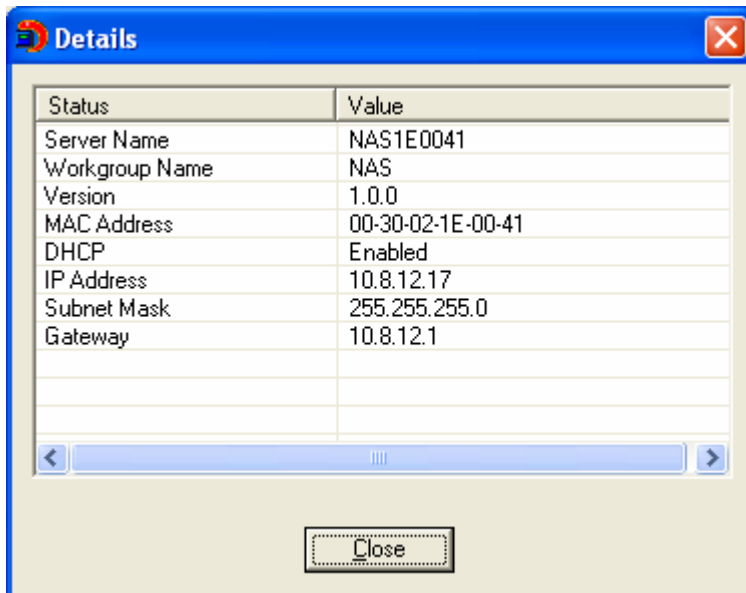 Details
Status Value
Server Name NAS1E0041
Workgroup Name NAS
Version 1.0.0
MAC Address 00-30-02-1E-00-41
DHCP Enabled
IP Address 10.8.12.17
Subnet Mask 255.255.255.0
Gateway 10.8.12.1
Close